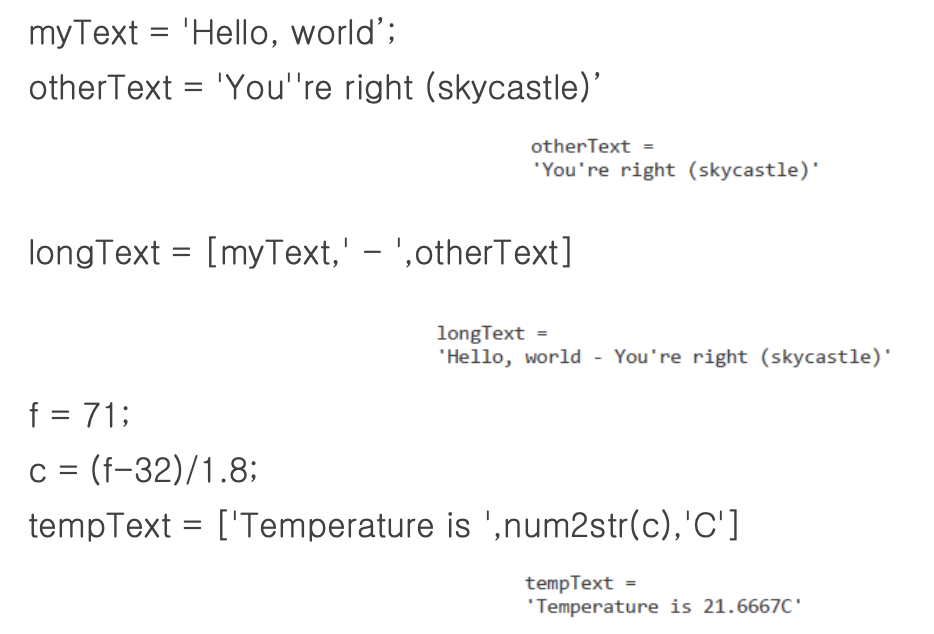 myText = 'Hello, world’;
otherText = 'You''re right (skycastle)’
otherText =
'You're right (skycastle)'
longText = [myText,' - ',otherText]
longText =
'Hello, world - You're right (skycastle)'
f = 71;
c = (f-32)/1.8;
tempText = ['Temperature is ',num2str(c),'C']
tempText =
'Temperature is 21.6667C'